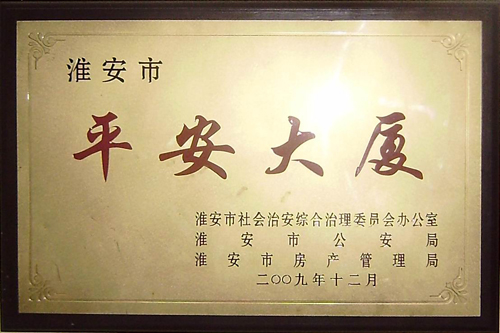 淮安市
平安大厦
淮安市社会治安综合治理委员会办公室
淮安市公安局
淮安市房产管理局
二〇〇九年十二月